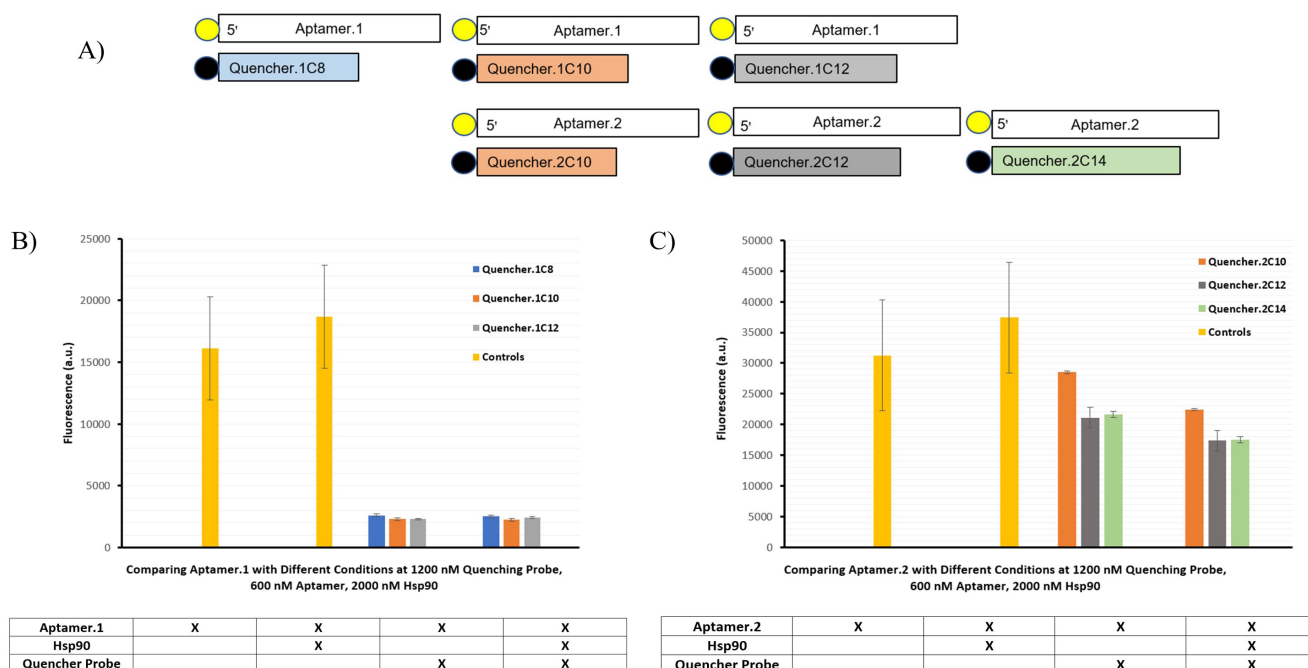 A)
5' Aptamer.1
Quencher.1C8
5' Aptamer.1
Quencher.1C10
5' Aptamer.1
Quencher.1C12
5' Aptamer.2
Quencher.2C10
5' Aptamer.2
Quencher.2C12
5' Aptamer.2
Quencher.2C14
B)
Fluorescence (a.u.)
25000
20000
15000
10000
5000
0
Quencher.1C8
Quencher.1C10
Quencher.1C12
Controls
Comparing Aptamer.1 with Different Conditions at 1200 nM Quenching Probe,
600 nM Aptamer, 2000 nM Hsp90
Aptamer.1 X X X X
Hsp90 X X
Quencher Probe X X
C)
Fluorescence (a.u.)
50000
45000
40000
35000
30000
25000
20000
15000
10000
5000
0
Quencher.2C10
Quencher.2C12
Quencher.2C14
Controls
Comparing Aptamer.2 with Different Conditions at 1200 nM Quenching Probe,
600 nM Aptamer, 2000 nM Hsp90
Aptamer.2 X X X X
Hsp90 X X
Quencher Probe X X